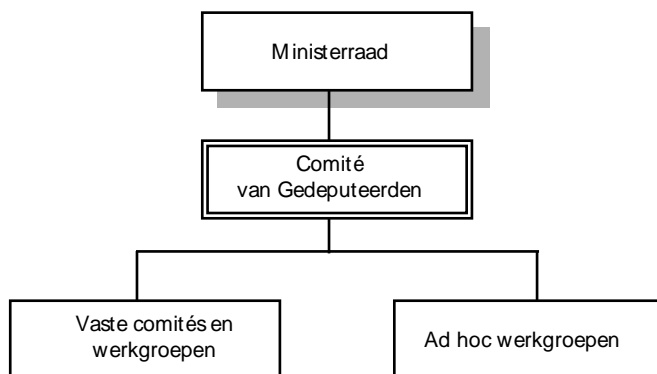 Ministerraad
Comité
van Gedeputeerden
Vaste comités en
werkgroepen
Ad hoc werkgroepen